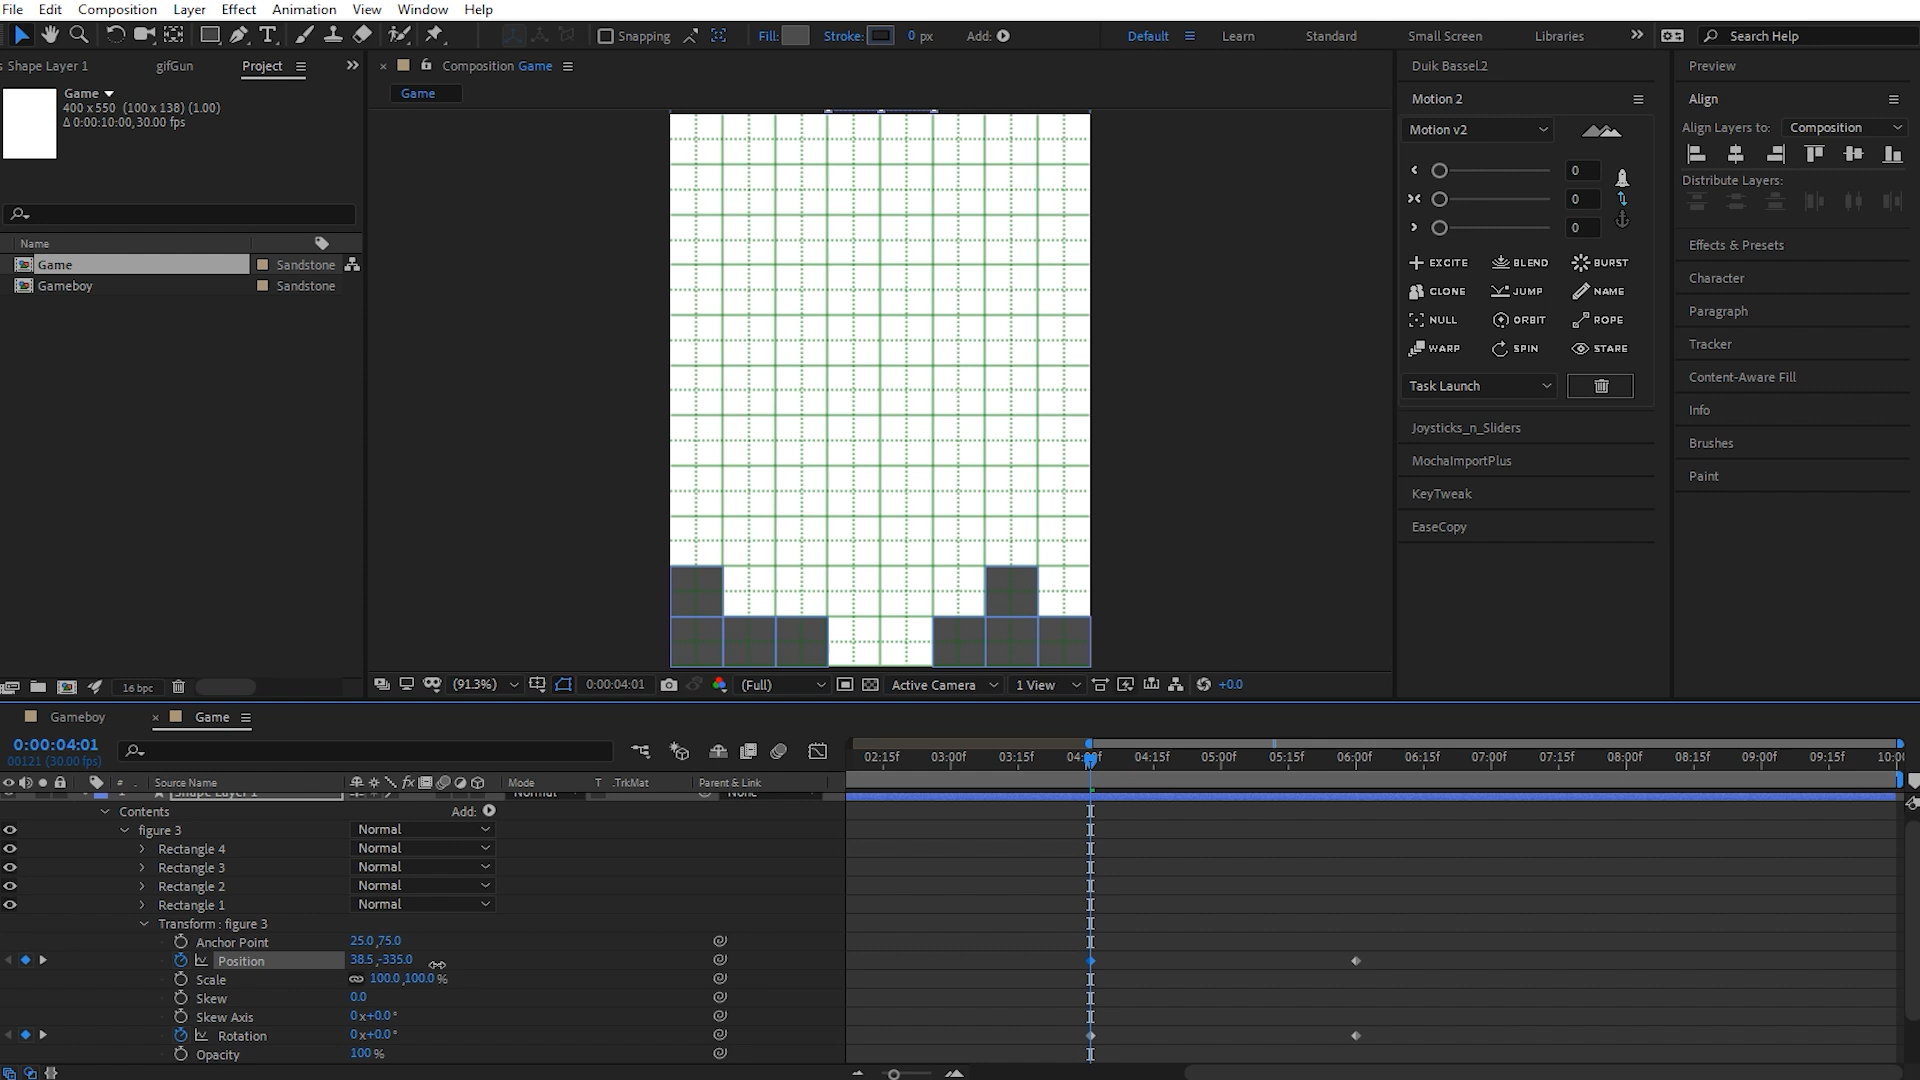 File Edit Composition Layer Effect Animation View Window Help
Snapping Fill: Stroke: 0 px Add: Default Learn Standard Small Screen Libraries Search Help
Shape Layer 1 gifGun Project Composition Game Duik Bassel.2 Preview
Game
400 x 550 (100 x 138) (1.00)
Δ 0:00:10:00, 30.00 fps
Game
Motion 2 Align
Motion v2 Align Layers to: Composition
0
Distribute Layers:
0
0
Name
Game Sandstone
Gameboy Sandstone
EXCITE BLEND BURST
CLONE JUMP NAME
NULL ORBIT ROPE
WARP SPIN STARE
Task Launch
Joysticks_n_Sliders
MochaImportPlus
KeyTweak
EaseCopy
Effects & Presets
Character
Paragraph
Tracker
Content-Aware Fill
Info
Brushes
Paint
16 bpc (91.3%) 0:00:04:01 (Full) Active Camera 1 View +0.0
Gameboy Game
0:00:04:01
00121 (30.00 fps)
02:15f 03:00f 03:15f 04:15f 05:00f 05:15f 06:00f 06:15f 07:00f 07:15f 08:00f 08:15f 09:00f 09:15f
# Source Name fx Mode T .TrkMat Parent & Link
Shape Layer 1
Contents Add:
figure 3 Normal
Rectangle 4 Normal
Rectangle 3 Normal
Rectangle 2 Normal
Rectangle 1 Normal
Transform : figure 3
Anchor Point 25.0,75.0
Position 38.5,-335.0
Scale 100.0,100.0 %
Skew 0.0
Skew Axis 0x+0.0°
Rotation 0x+0.0°
Opacity 100 %